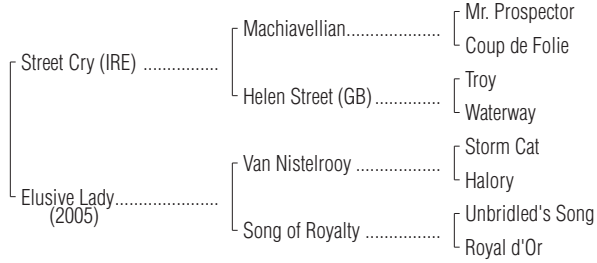 Mr. Prospector
Machiavellian
Coup de Folie
Street Cry (IRE)
Troy
Helen Street (GB)
Waterway
Storm Cat
Van Nistelrooy
Halory
Elusive Lady
(2005)
Unbridled's Song
Song of Royalty
Royal d'Or